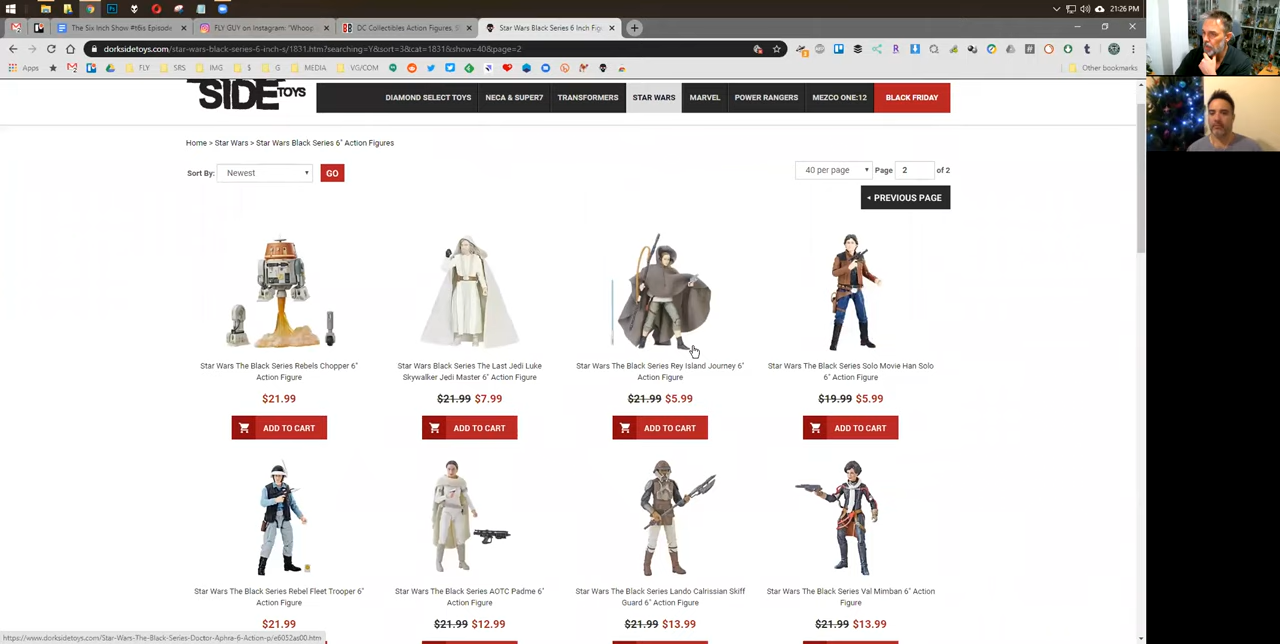 21:26 PM
The Six Inch Show #t6is Episode
FLY GUY on Instagram: "Whoop
DC Collectibles Action Figures, S
Star Wars Black Series 6 Inch Fig
dorksidetoys.com/star-wars-black-series-6-inch-s/1831.htm?searching=Y&sort=3&cat=1831&show=40&page=2
Apps
FLY
SRS
IMG
$
G
MEDIA
VG/COM
Other bookmarks
SIDE TOYS
DIAMOND SELECT TOYS
NECA & SUPER7
TRANSFORMERS
STAR WARS
MARVEL
POWER RANGERS
MEZCO ONE:12
BLACK FRIDAY
Home > Star Wars > Star Wars Black Series 6" Action Figures
Sort By:
Newest
GO
40 per page
Page
2
of 2
PREVIOUS PAGE
Star Wars The Black Series Rebels Chopper 6"
Action Figure
$21.99
ADD TO CART
Star Wars Black Series The Last Jedi Luke
Skywalker Jedi Master 6" Action Figure
$21.99 $7.99
ADD TO CART
Star Wars The Black Series Rey Island Journey 6"
Action Figure
$21.99 $5.99
ADD TO CART
Star Wars The Black Series Solo Movie Han Solo
6" Action Figure
$19.99 $5.99
ADD TO CART
Star Wars The Black Series Rebel Fleet Trooper 6"
Action Figure
$21.99
Star Wars The Black Series AOTC Padme 6"
Action Figure
$21.99 $12.99
Star Wars The Black Series Lando Calrissian Skiff
Guard 6" Action Figure
$21.99 $13.99
Star Wars The Black Series Val Mimban 6" Action
Figure
$21.99 $13.99
https://www.dorksidetoys.com/Star-Wars-The-Black-Series-Doctor-Aphra-6-Action-p/e6052as00.htm